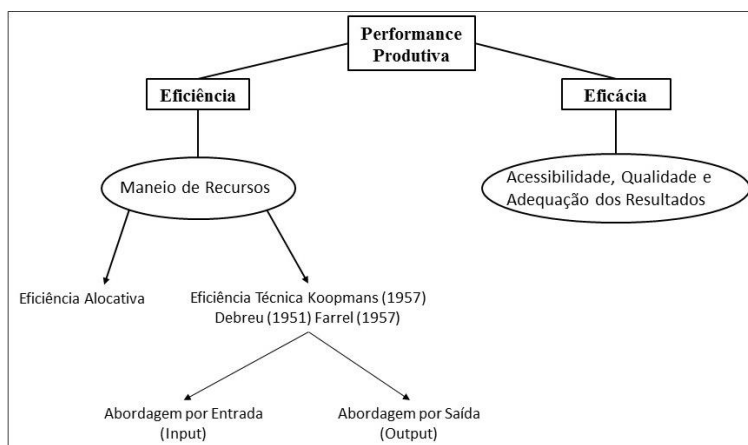 Performance
Produtiva
Eficiência
Eficácia
Maneio de Recursos
Acessibilidade, Qualidade e
Adequação dos Resultados
Eficiência Alocativa
Eficiência Técnica Koopmans (1957)
Debreu (1951) Farrel (1957)
Abordagem por Entrada
(Input)
Abordagem por Saída
(Output)